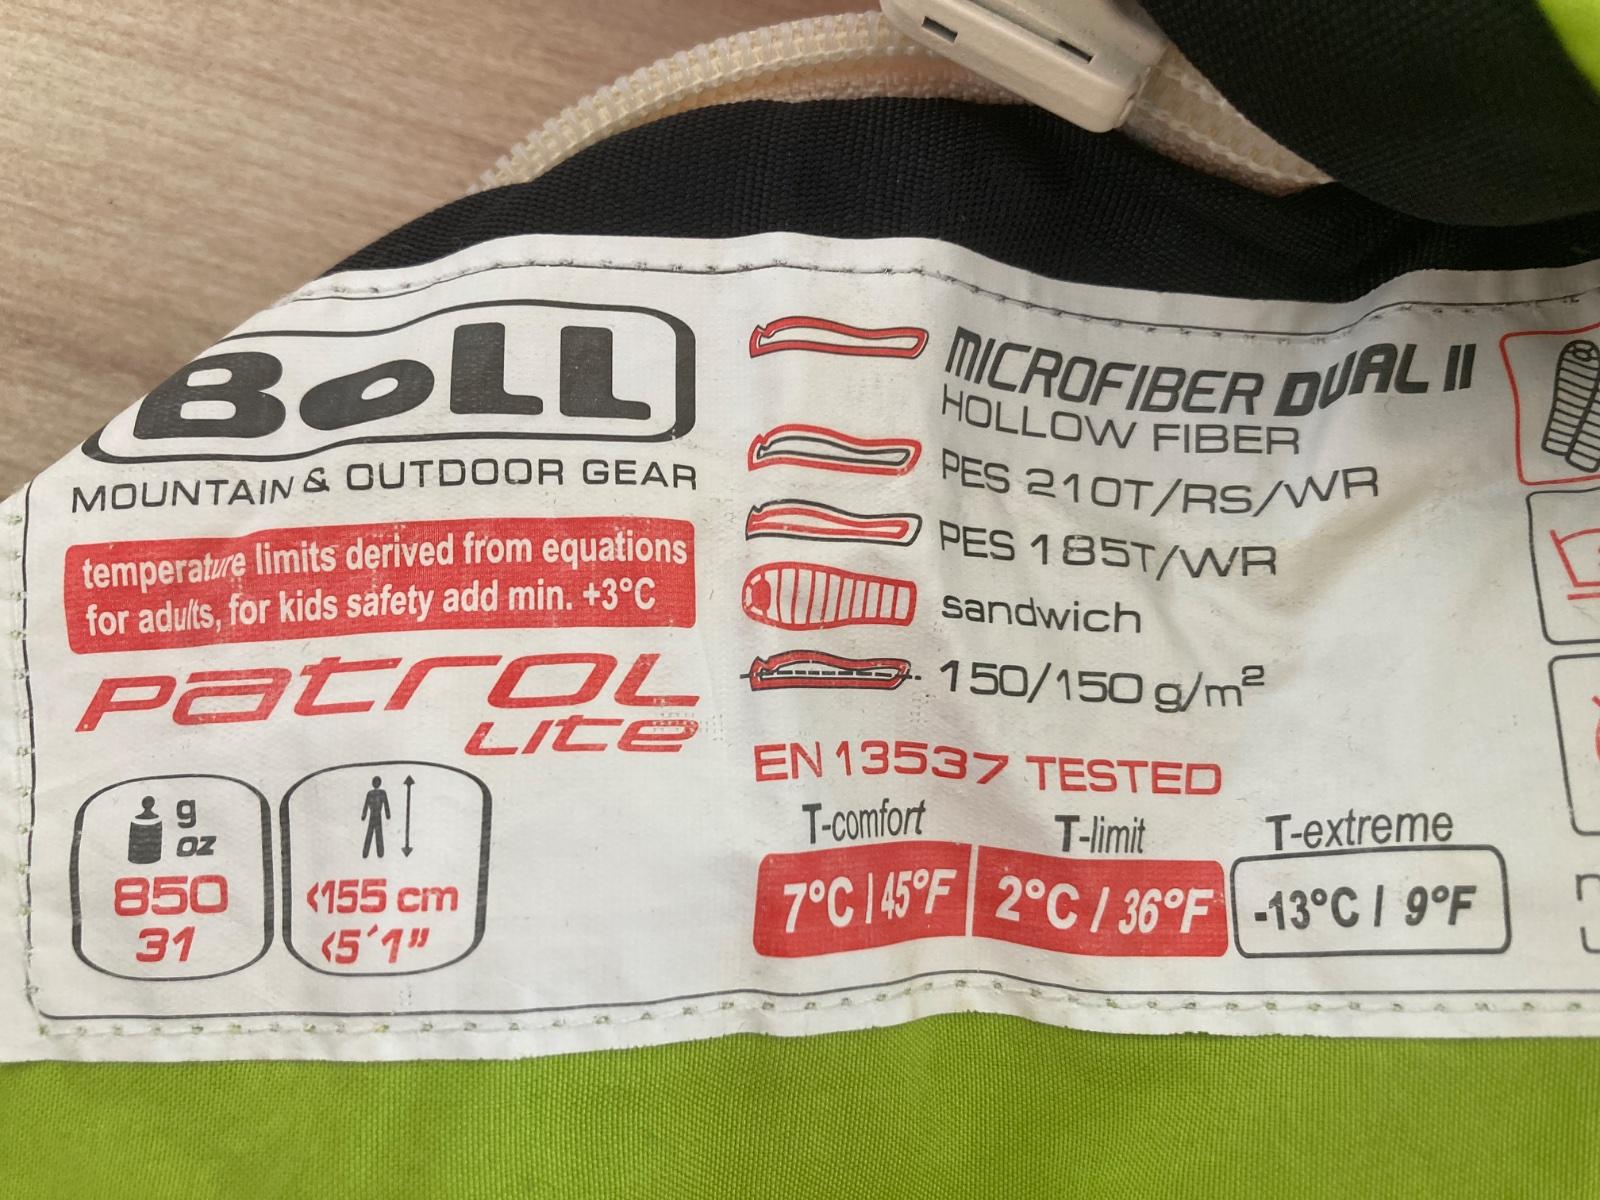 BOLL
MOUNTAIN & OUTDOOR GEAR
temperature limits derived from equations
for adults, for kids safety add min. +3°C
PATROL
LITE
g
oz
850
31
<155 cm
<5´1”
MICROFIBER DUAL II
HOLLOW FIBER
PES 210T/RS/WR
PES 185T/WR
sandwich
150/150 g/m²
EN 13537 TESTED
T-comfort
T-limit
T-extreme
7°C | 45°F
2°C / 36°F
-13°C | 9°F